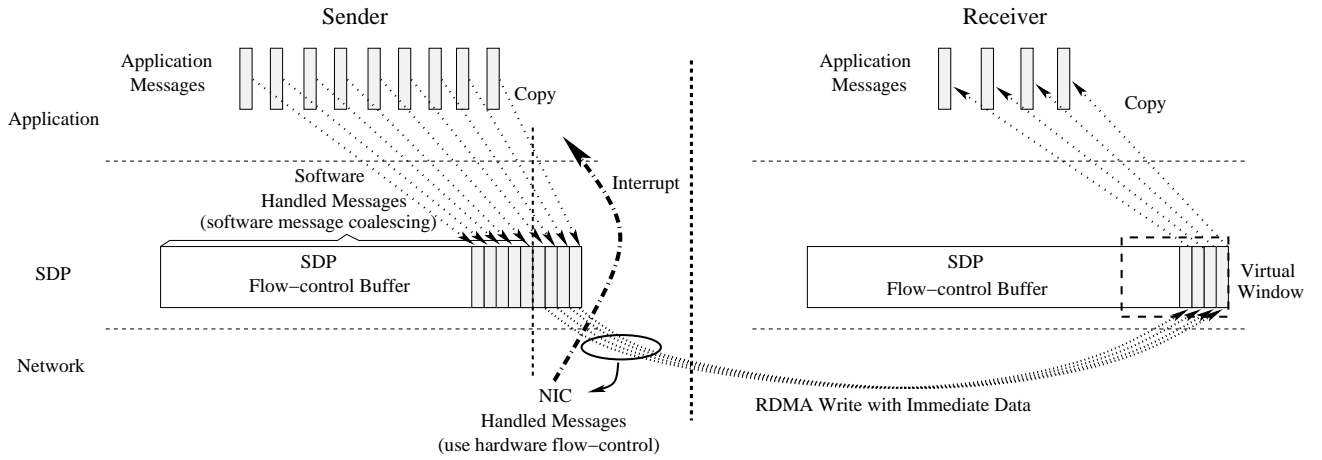 Sender
Receiver
Application
Messages
Copy
Application
Messages
Copy
Application
Software
Handled Messages
(software message coalescing)
Interrupt
SDP
SDP
Flow−control Buffer
SDP
Flow−control Buffer
Virtual
Window
Network
NIC
Handled Messages
(use hardware flow−control)
RDMA Write with Immediate Data